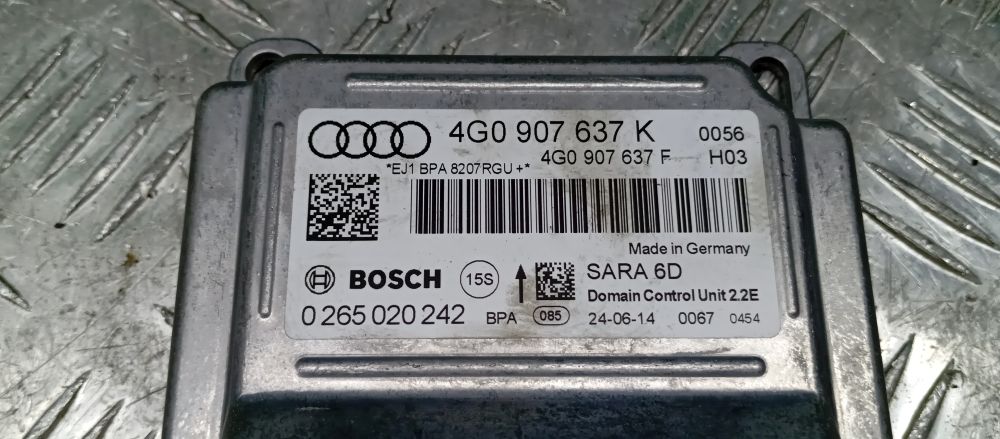 4G0 907 637 K 0056
4G0 907 637 F H03
*EJ1 BPA 8207RGU +*
Made in Germany
BOSCH 15S SARA 6D
Domain Control Unit 2.2E
0 265 020 242 BPA 085 24-06-14 0067 0454